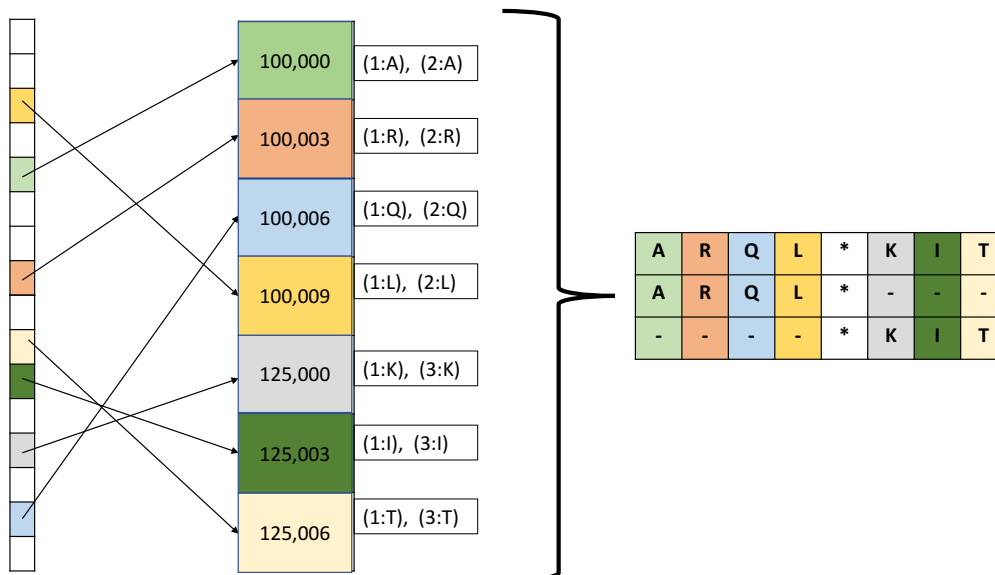 100,000 (1:A), (2:A)
100,003 (1:R), (2:R)
100,006 (1:Q), (2:Q)
100,009 (1:L), (2:L)
125,000 (1:K), (3:K)
125,003 (1:I), (3:I)
125,006 (1:T), (3:T)
A R Q L * K I T
A R Q L * - - -
- - - - * K I T